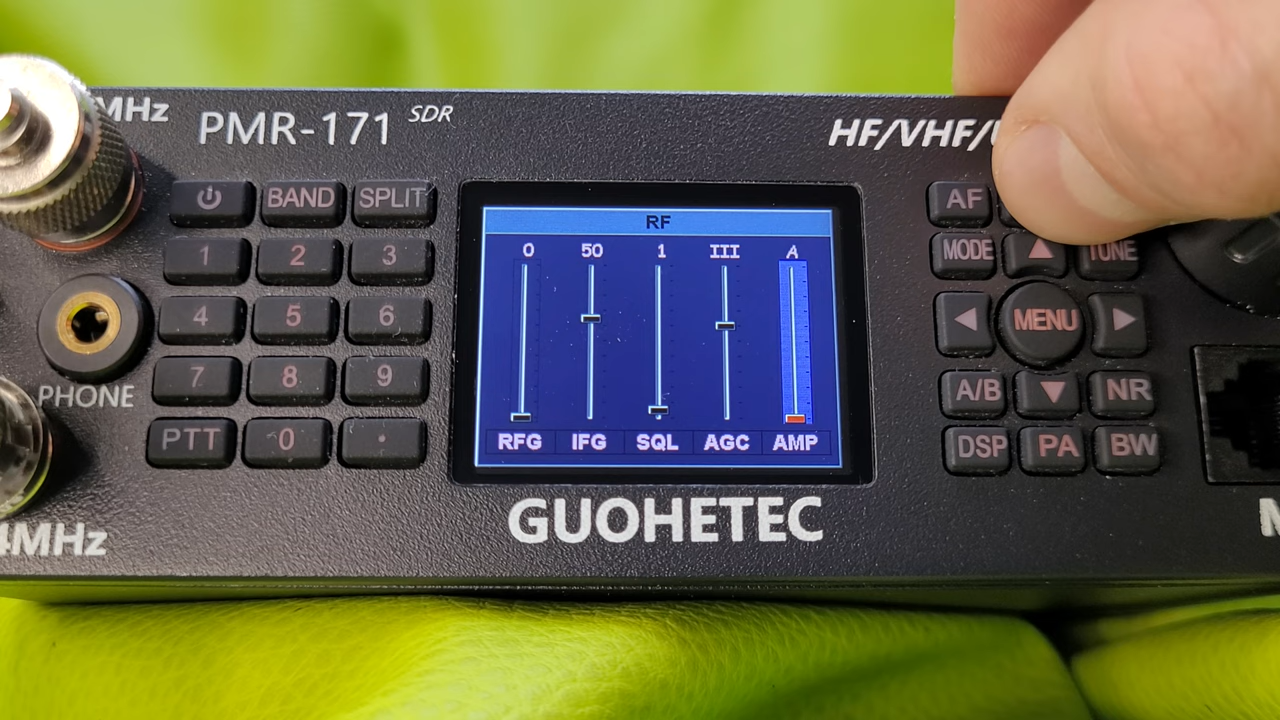 MHz
PMR-171 SDR
HF/VHF/
BAND SPLIT
1 2 3
4 5 6
7 8 9
PTT 0 .
PHONE
4MHz
RF
0 50 1 III A
RFG IFG SQL AGC AMP
GUOHETEC
AF
MODE TUNE
MENU
A/B NR
DSP PA BW